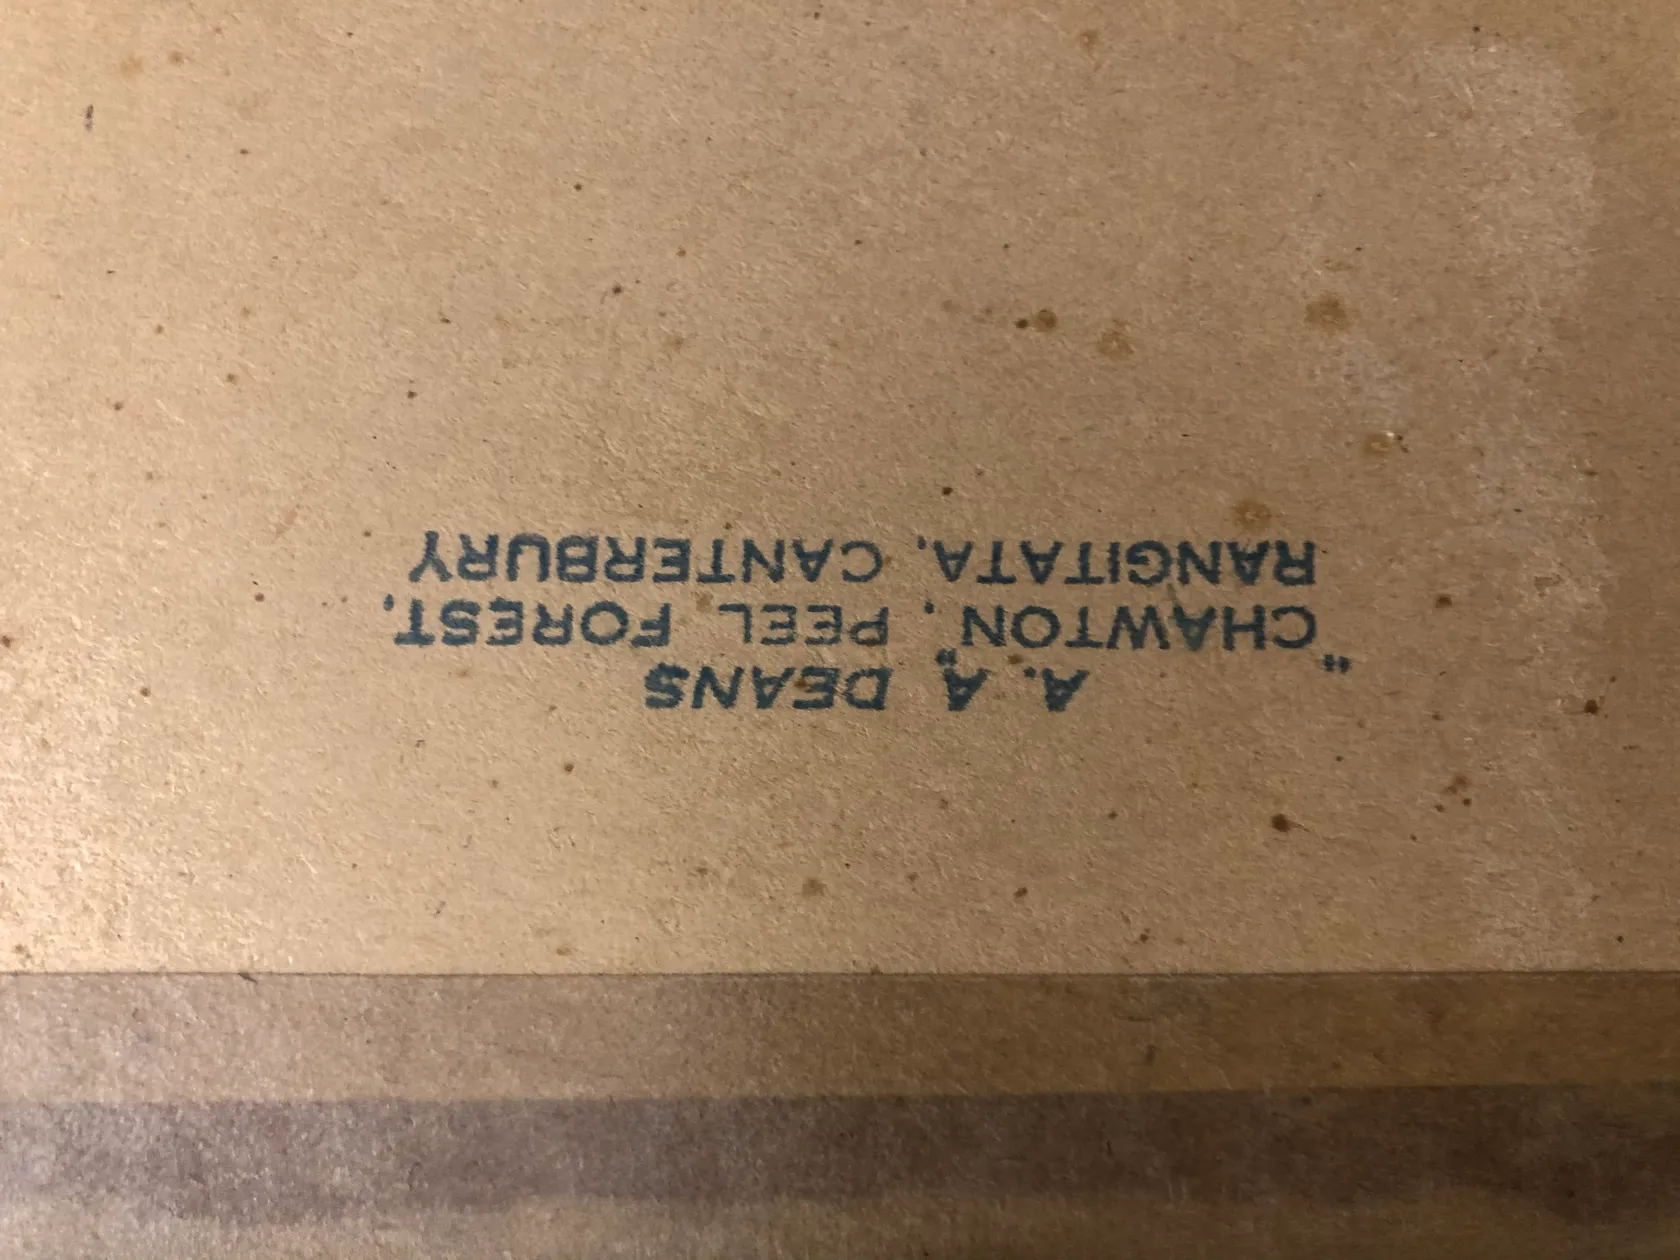 A. A. DEANS
"CHAWTON", PEEL FOREST,
RANGITATA, CANTERBURY